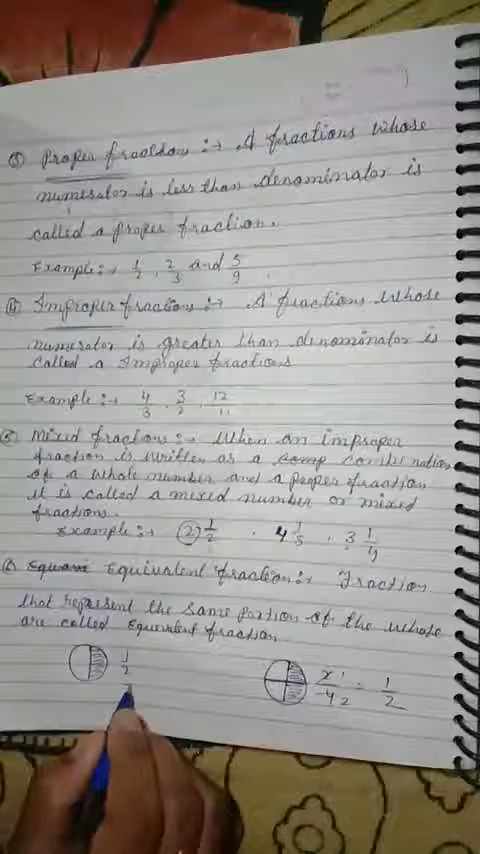 ③ Proper fraction :→ A fractions whose
numerator is less than denominator is
called a proper fraction.
Example :→ 1/2, 2/3 and 5/9.
④ Improper fraction :→ A fractions whose
numerator is greater than denominator is
called a Improper fractions
Example :→ 4/3, 3/2, 12/11
⑤ Mixed fraction :→ When an improper
fraction is written as a comp combination
of a whole number and a proper fraction
it is called a mixed number or mixed
fractions.
Example :→ 2 1/2, 4 1/5, 3 1/4
Equivalent fraction :→ Fraction
that represent the same portion of the whole
are called Equivalent fraction.
1/2 2/4 1/2 = 1/2